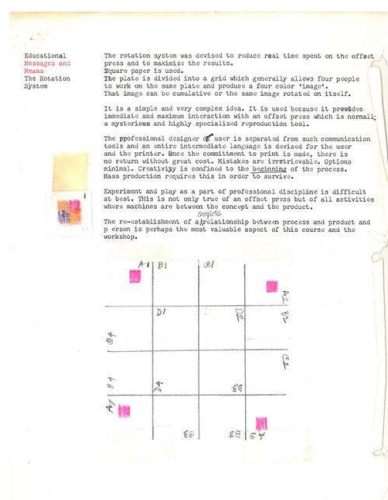 Educational
Messages and
Means
The Rotation
System
The rotation system was devised to reduce real time spent on the offset
press and to maximize the results.
Square paper is used.
The plate is divided into a grid which generally allows four people
to work on the same plate and produce a four color 'image'.
That image can be cumulative or the same image rotated on itself.
It is a simple and very complex idea. It is used because it provides
immediate and maximum interaction with an offset press which is normally
a mysterious and highly specialized reproduction tool.
The professional designer user is separated from such communication
tools and an entire intermediate language is devised for the user
and the printer. Once the committment to print is made, there is
no return without great cost. Mistakes are irretrievable. Options
minimal. Creativity is confined to the beginning of the process.
Mass production requires this in order to survive.
Experiment and play as a part of professional discipline is difficult
at best. This is not only true of an offset press but of all activities
where machines are between the concept and the product.
complete
The re-establishment of a relationship between process and product and
p erson is perhaps the most valuable aspect of this course and the
workshop.
A1 B1
D1
D4